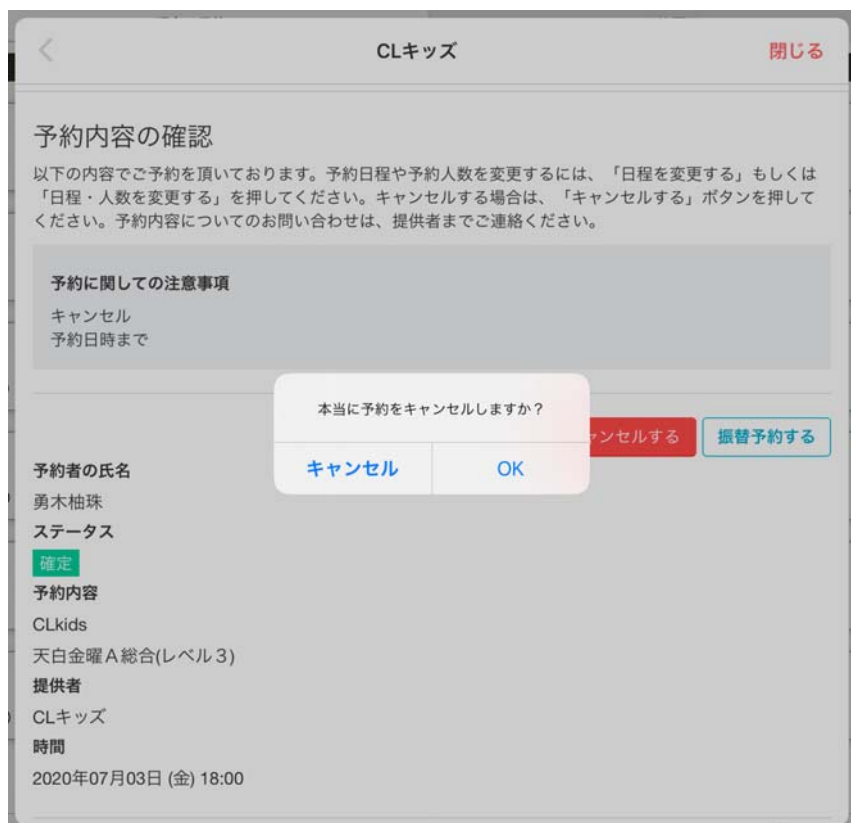 CLキッズ
閉じる
予約内容の確認
以下の内容でご予約を頂いております。予約日程や予約人数を変更するには、「日程を変更する」もしくは
「日程・人数を変更する」を押してください。キャンセルする場合は、「キャンセルする」ボタンを押して
ください。予約内容についてのお問い合わせは、提供者までご連絡ください。
予約に関しての注意事項
キャンセル
予約日時まで
本当に予約をキャンセルしますか？
キャンセル
OK
ャンセルする
振替予約する
予約者の氏名
勇木柚珠
ステータス
確定
予約内容
CLkids
天白金曜A総合(レベル3)
提供者
CLキッズ
時間
2020年07月03日 (金) 18:00